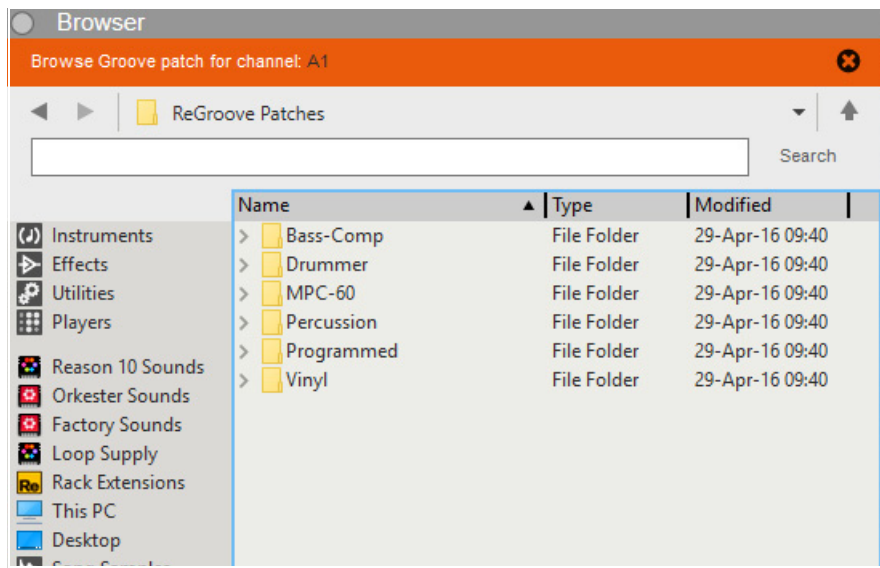 Browser
Browse Groove patch for channel: A1
ReGroove Patches
Search
Name Type Modified
Instruments
Effects
Utilities
Players
Reason 10 Sounds
Orkester Sounds
Factory Sounds
Loop Supply
Re Rack Extensions
This PC
Desktop
Bass-Comp File Folder 29-Apr-16 09:40
Drummer File Folder 29-Apr-16 09:40
MPC-60 File Folder 29-Apr-16 09:40
Percussion File Folder 29-Apr-16 09:40
Programmed File Folder 29-Apr-16 09:40
Vinyl File Folder 29-Apr-16 09:40